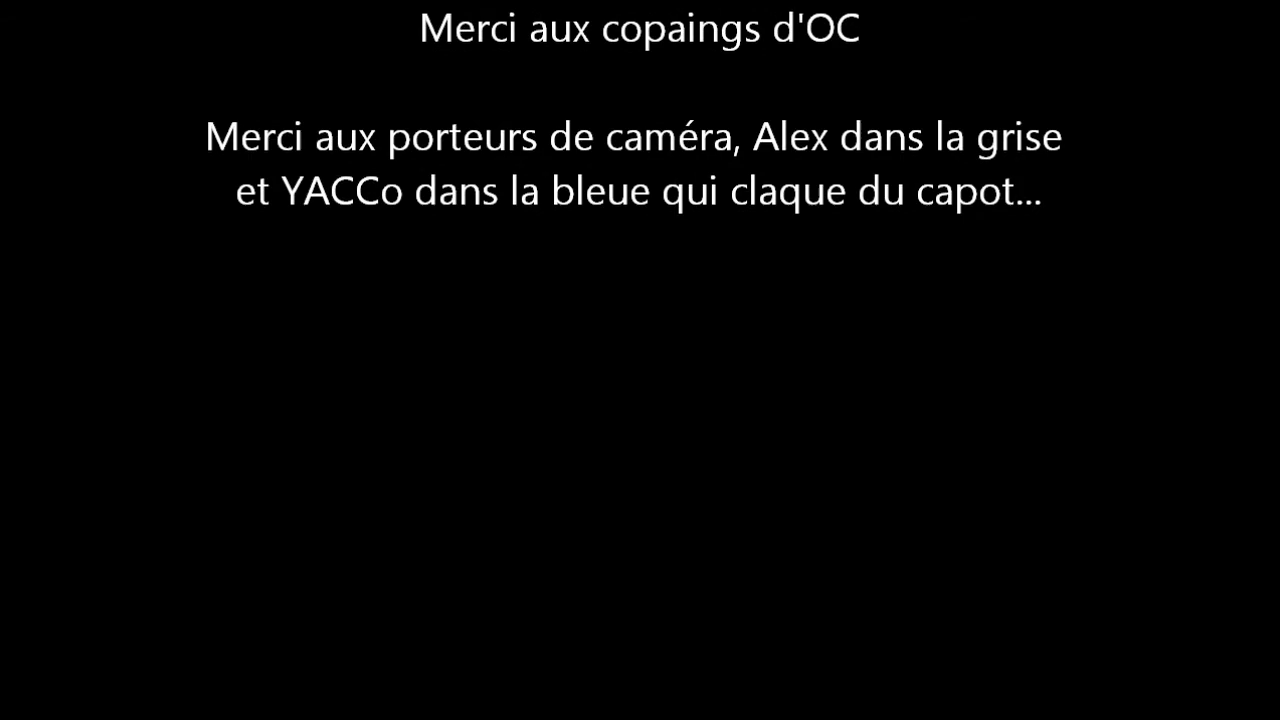 Merci aux copaings d'OC
Merci aux porteurs de caméra, Alex dans la grise
et YACCo dans la bleue qui claque du capot...